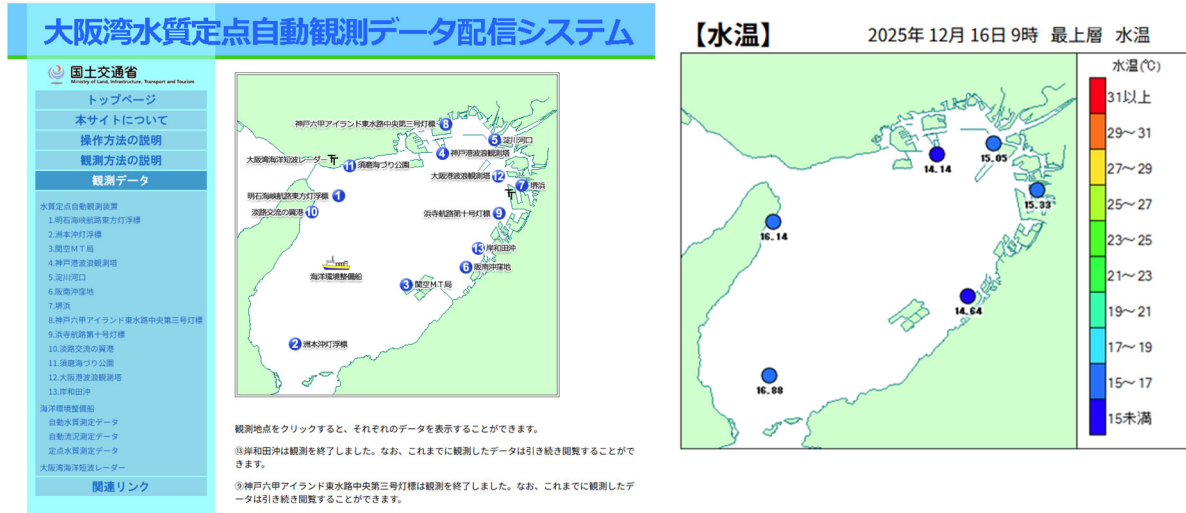 大阪湾水質定点自動観測データ配信システム
国土交通省
Ministry of Land, Infrastructure, Transport and Tourism
トップページ
本サイトについて
操作方法の説明
観測方法の説明
観測データ
水質定点自動観測装置
1.明石海峡航路東方灯浮標
2.洲本沖灯浮標
3.関空MT局
4.神戸港波浪観測塔
5.淀川河口
6.阪南沖窪地
7.堺浜
8.神戸六甲アイランド東水路中央第三号灯標
9.浜寺航路第十号灯標
10.淡路交流の翼港
11.須磨海づり公園
12.大阪港波浪観測塔
13.岸和田沖
海洋環境整備船
自動水質測定データ
自動流況測定データ
定点水質測定データ
大阪湾海洋短波レーダー
関連リンク
神戸六甲アイランド東水路中央第三号灯標 8
5 淀川河口
4 神戸港波浪観測塔
大阪湾海洋短波レーダー
11 須磨海づり公園
大阪港波浪観測塔 12
7 堺浜
明石海峡航路東方灯浮標 1
淡路交流の翼港 10
浜寺航路第十号灯標 9
13 岸和田沖
6 阪南沖窪地
海洋環境整備船
3 関空M.T局
2 洲本沖灯浮標
観測地点をクリックすると、それぞれのデータを表示することができます。
⑬岸和田沖は観測を終了しました。なお、これまでに観測したデータは引き続き閲覧することがで
きます。
⑨神戸六甲アイランド東水路中央第三号灯標は観測を終了しました。なお、これまでに観測したデ
ータは引き続き閲覧することができます。
【水温】
2025年 12月 16日 9時 最上層 水温
水温(℃)
31以上
29～31
27～29
25～27
23～25
21～23
19～21
17～19
15～17
15未満
14.14
15.05
15.33
16.14
14.64
16.88